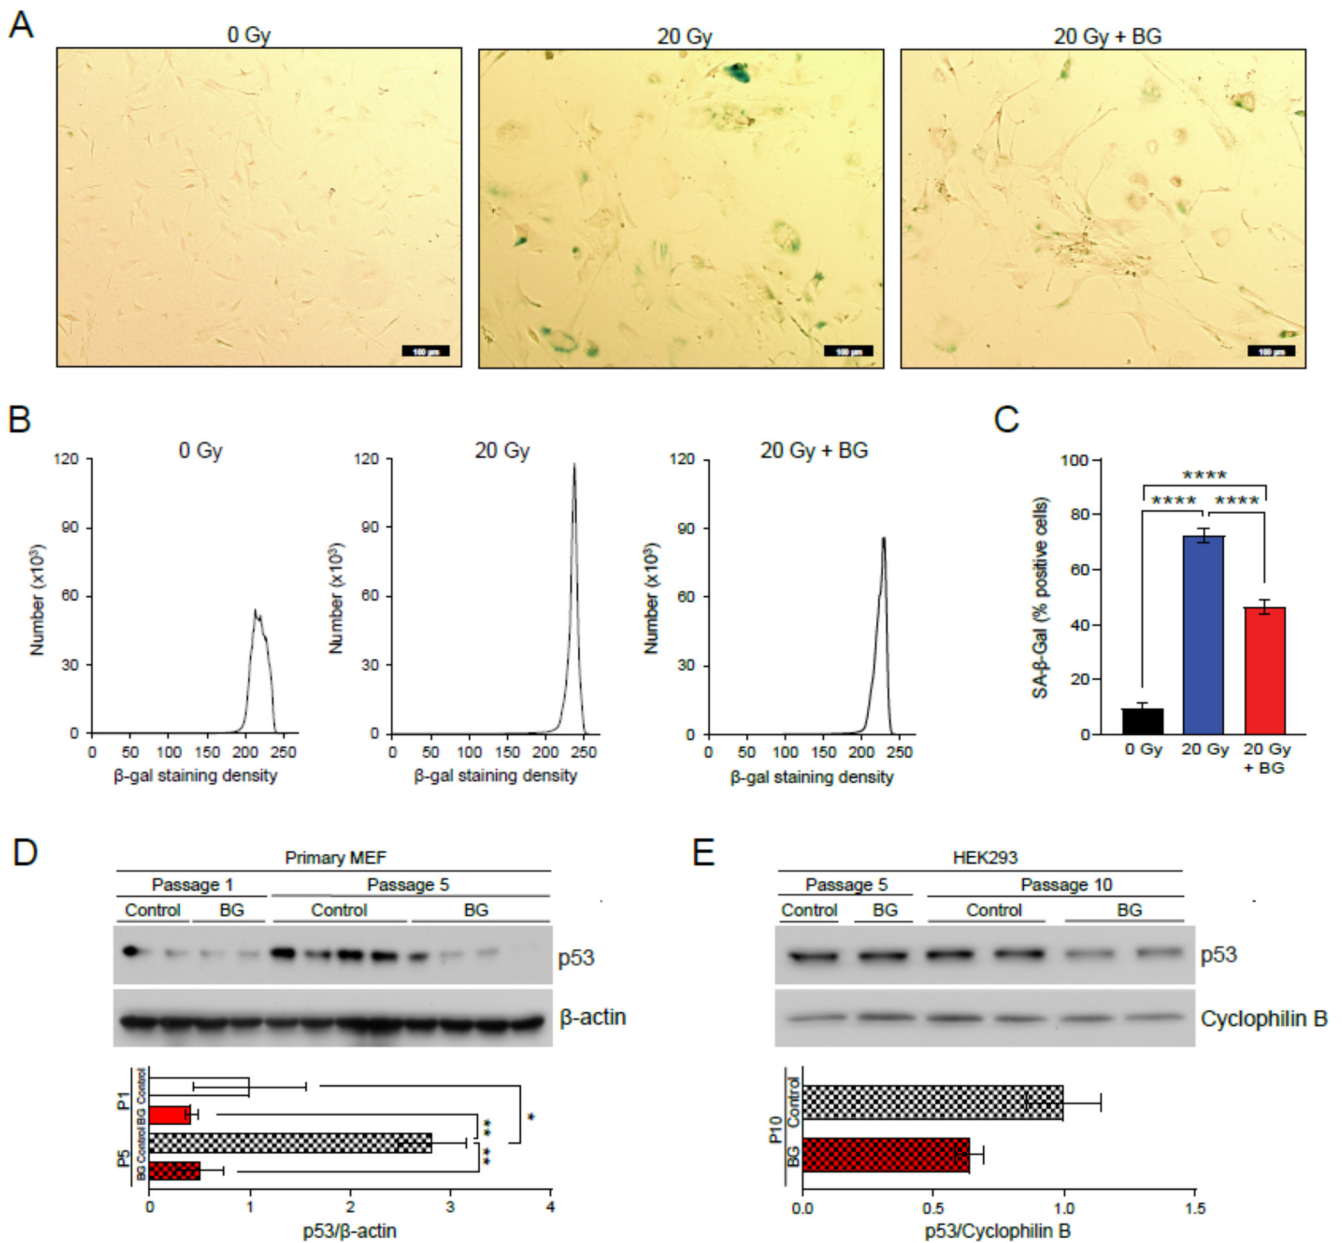 A
0 Gy
20 Gy
20 Gy + BG
100 µm
100 µm
100 µm
B
0 Gy
20 Gy
20 Gy + BG
Number (x10³)
120
90
60
30
0
0 50 100 150 200 250
β-gal staining density
Number (x10³)
120
90
60
30
0
0 50 100 150 200 250
β-gal staining density
Number (x10³)
120
90
60
30
0
0 50 100 150 200 250
β-gal staining density
C
SA-β-Gal (% positive cells)
100
80
60
40
20
0
****
**** ****
0 Gy 20 Gy 20 Gy
+ BG
D
Primary MEF
Passage 1 Passage 5
Control BG Control BG
p53
β-actin
P1
Control
BG
P5
Control
BG
**
**
*
0 1 2 3 4
p53/β-actin
E
HEK293
Passage 5 Passage 10
Control BG Control BG
p53
Cyclophilin B
P10
Control
BG
0.0 0.5 1.0 1.5
p53/Cyclophilin B